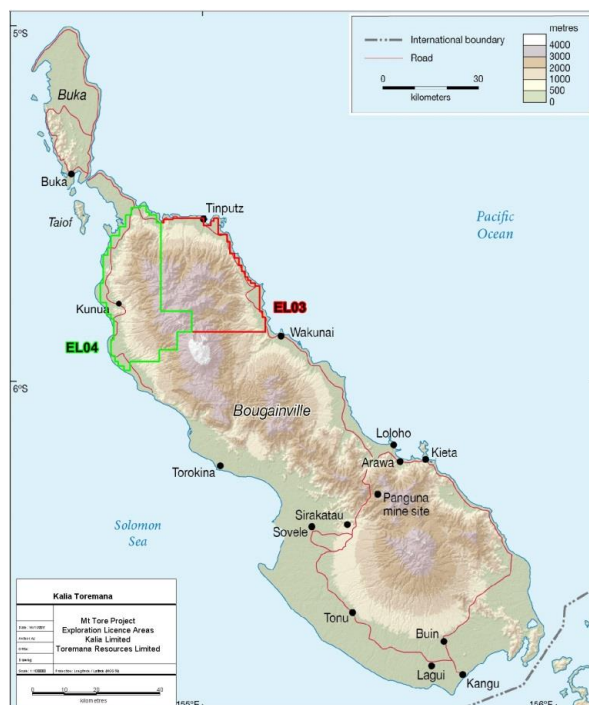 5°S
metres
International boundary
4000
3000
Road
2000
1000
0
30
500
kilometers
0
Buka
Buka
Tinputz
Taiof
Pacific
Ocean
Kunua
EL03
Wakunai
EL04
6°S
Bougainville
Loloho
Kieta
Arawa
Torokina
Panguna
mine site
Sirakatau
Solomon
Sea
Sovele
Kalia Toremana
Mt Tore Project
Exploration Licence Areas
Kalia Limited
Toremana Resources Limited
Tonu
Buin
Lagui
Kangu
0
10
20
40
kilometres
155°E
156°E